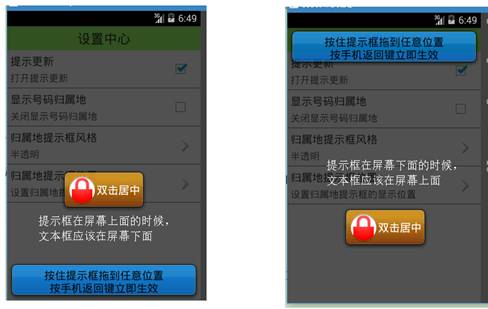 6:49
设置中心
提示更新
打开提示更新
显示号码归属地
关闭显示号码归属地
归属地提示框风格
半透明
归属地提示
设置归属地提
双击居中
提示框在屏幕上面的时候，
文本框应该在屏幕下面
按住提示框拖到任意位置
按手机返回键立即生效
6:49
按住提示框拖到任意位置
按手机返回键立即生效
提示更新
打开提示更新
显示号码归属地
关闭显示号码归属地
归属地提示框风格
半透明
提示框在屏幕下面的时候，
文本框应该在屏幕上面
归属地提示
设置归属地提示框的显示位置
双击居中